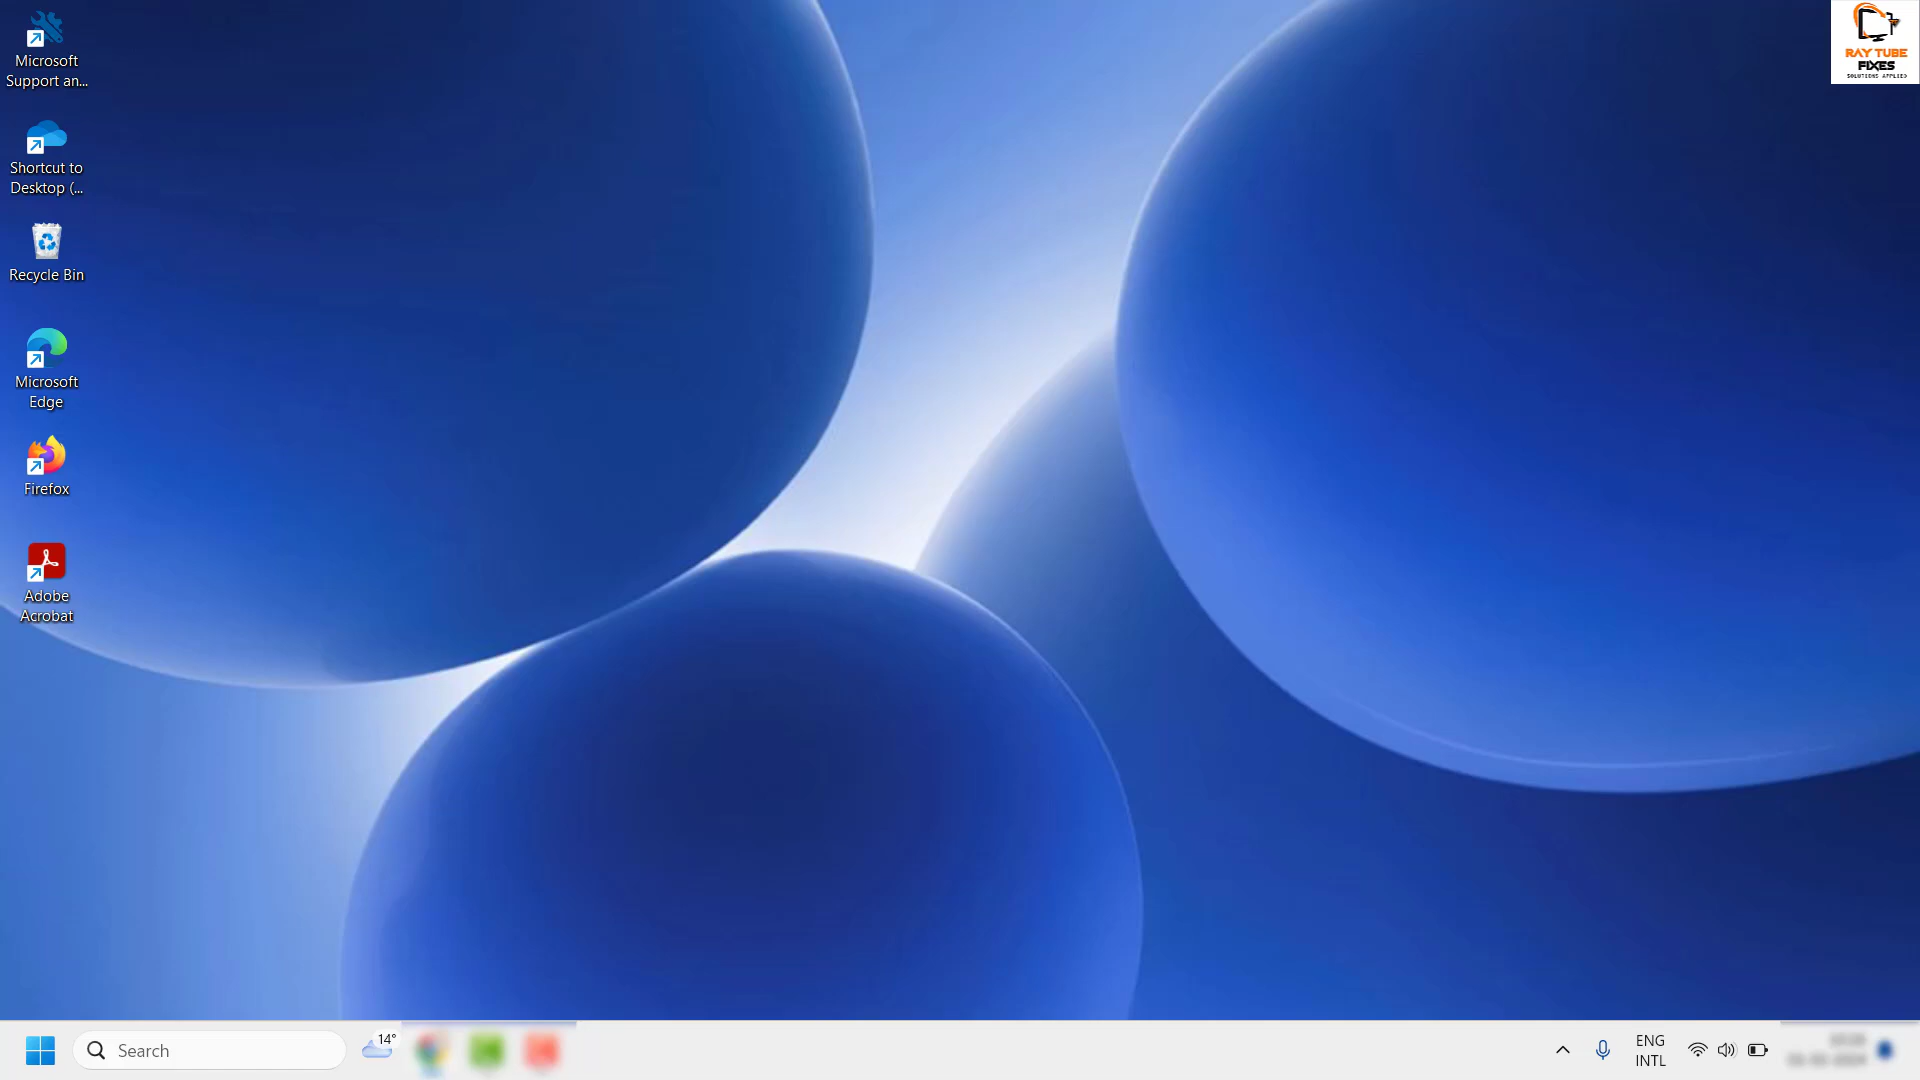 Microsoft
Support an...
Shortcut to
Desktop (...
Recycle Bin
Microsoft
Edge
Firefox
Adobe
Acrobat
RAY TUBE
FIXES
SOLUTIONS APPLIED
Search
14°
ENG
INTL